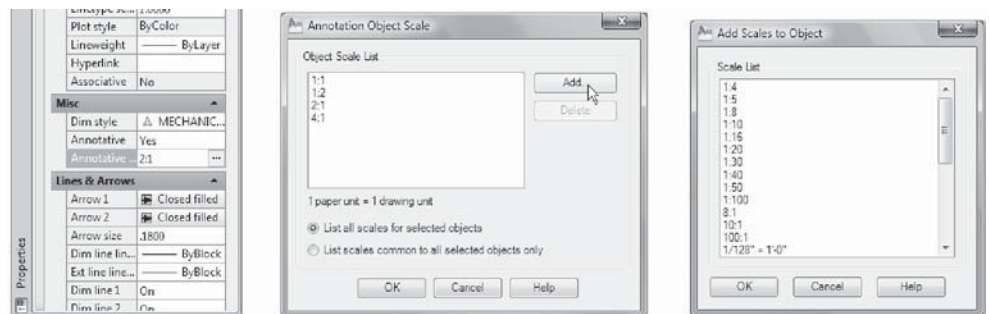 Plot style ByColor
Lineweight ByLayer
Hyperlink
Associative No
Misc
Dim style MECHANIC...
Annotative Yes
Annotative ... 2:1 ...
Lines & Arrows
Arrow 1 Closed filled
Arrow 2 Closed filled
Arrow size .1800
Dim line lin... ByBlock
Ext line line... ByBlock
Dim line 1 On
Dim line 2 On
Properties
Annotation Object Scale
Object Scale List
1:1
1:2
2:1
4:1
Add...
Delete
1 paper unit = 1 drawing unit
List all scales for selected objects
List scales common to all selected objects only
OK Cancel Help
Add Scales to Object
Scale List
1:4
1:5
1:8
1:10
1:16
1:20
1:30
1:40
1:50
1:100
8:1
10:1
100:1
1/128" = 1'-0"
OK Cancel Help